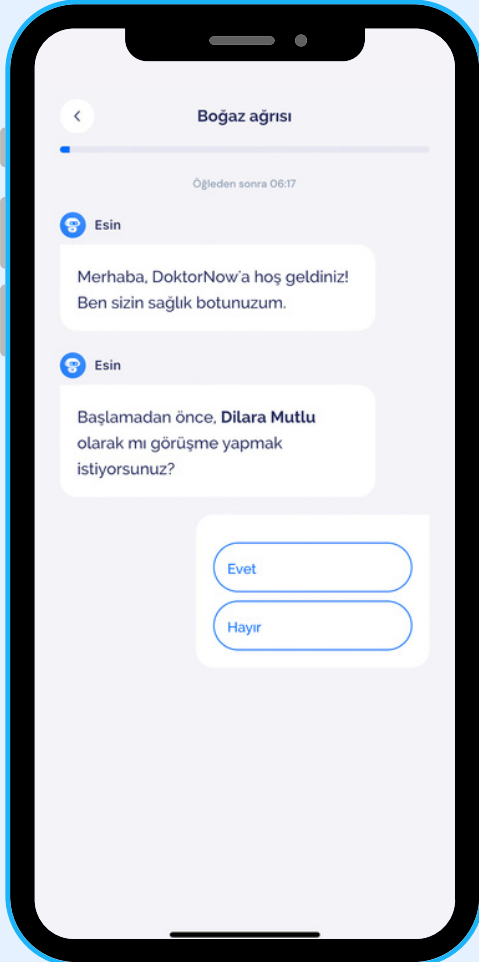 Boğaz ağrısı
Öğleden sonra 06:17
Esin
Merhaba, DoktorNow'a hoş geldiniz!
Ben sizin sağlık botunuzum.
Esin
Başlamadan önce, Dilara Mutlu
olarak mı görüşme yapmak
istiyorsunuz?
Evet
Hayır